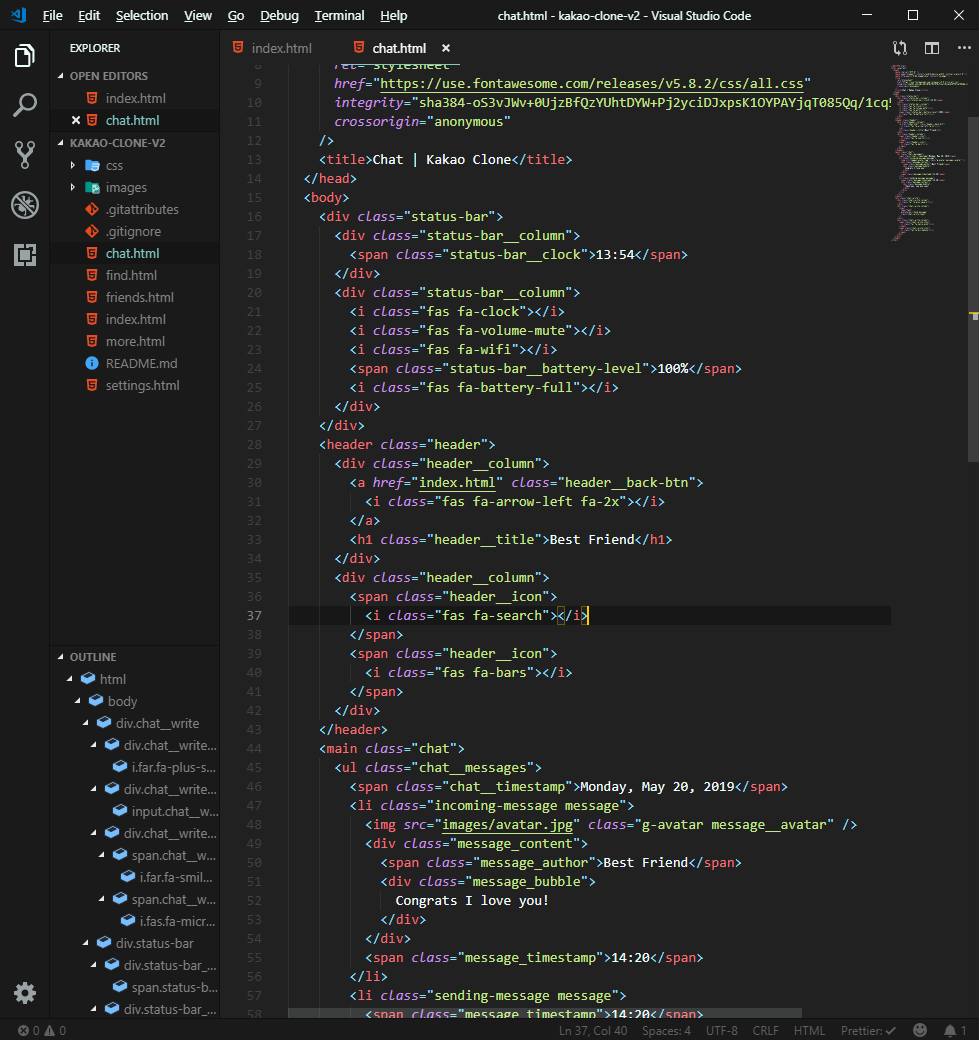 File Edit Selection View Go Debug Terminal Help
chat.html - kakao-clone-v2 - Visual Studio Code
EXPLORER
OPEN EDITORS
index.html
chat.html
KAKAO-CLONE-V2
css
images
.gitattributes
.gitignore
chat.html
find.html
friends.html
index.html
more.html
README.md
settings.html
OUTLINE
html
body
div.chat__write
div.chat__write...
i.far.fa-plus-s...
div.chat__write...
input.chat__w...
div.chat__write...
span.chat__w...
i.far.fa-smil...
span.chat__w...
i.fas.fa-micr...
div.status-bar
div.status-bar_...
span.status-b...
div.status-bar_...
index.html chat.html
8 rel="stylesheet"
9 href="https://use.fontawesome.com/releases/v5.8.2/css/all.css"
10 integrity="sha384-oS3vJWv+0UjzBfQzYUhtDYW+Pj2yciDJxpsK1OYPAYjqT085Qq/1cq5
11 crossorigin="anonymous"
12 />
13 <title>Chat | Kakao Clone</title>
14 </head>
15 <body>
16 <div class="status-bar">
17 <div class="status-bar__column">
18 <span class="status-bar__clock">13:54</span>
19 </div>
20 <div class="status-bar__column">
21 <i class="fas fa-clock"></i>
22 <i class="fas fa-volume-mute"></i>
23 <i class="fas fa-wifi"></i>
24 <span class="status-bar__battery-level">100%</span>
25 <i class="fas fa-battery-full"></i>
26 </div>
27 </div>
28 <header class="header">
29 <div class="header__column">
30 <a href="index.html" class="header__back-btn">
31 <i class="fas fa-arrow-left fa-2x"></i>
32 </a>
33 <h1 class="header__title">Best Friend</h1>
34 </div>
35 <div class="header__column">
36 <span class="header__icon">
37 <i class="fas fa-search"></i>
38 </span>
39 <span class="header__icon">
40 <i class="fas fa-bars"></i>
41 </span>
42 </div>
43 </header>
44 <main class="chat">
45 <ul class="chat__messages">
46 <span class="chat__timestamp">Monday, May 20, 2019</span>
47 <li class="incoming-message message">
48 <img src="images/avatar.jpg" class="g-avatar message__avatar" />
49 <div class="message_content">
50 <span class="message_author">Best Friend</span>
51 <div class="message_bubble">
52 Congrats I love you!
53 </div>
54 </div>
55 <span class="message_timestamp">14:20</span>
56 </li>
57 <li class="sending-message message">
58 <span class="message_timestamp">14:20</span>
0 0 Ln 37, Col 40 Spaces: 4 UTF-8 CRLF HTML Prettier: ✓ 1